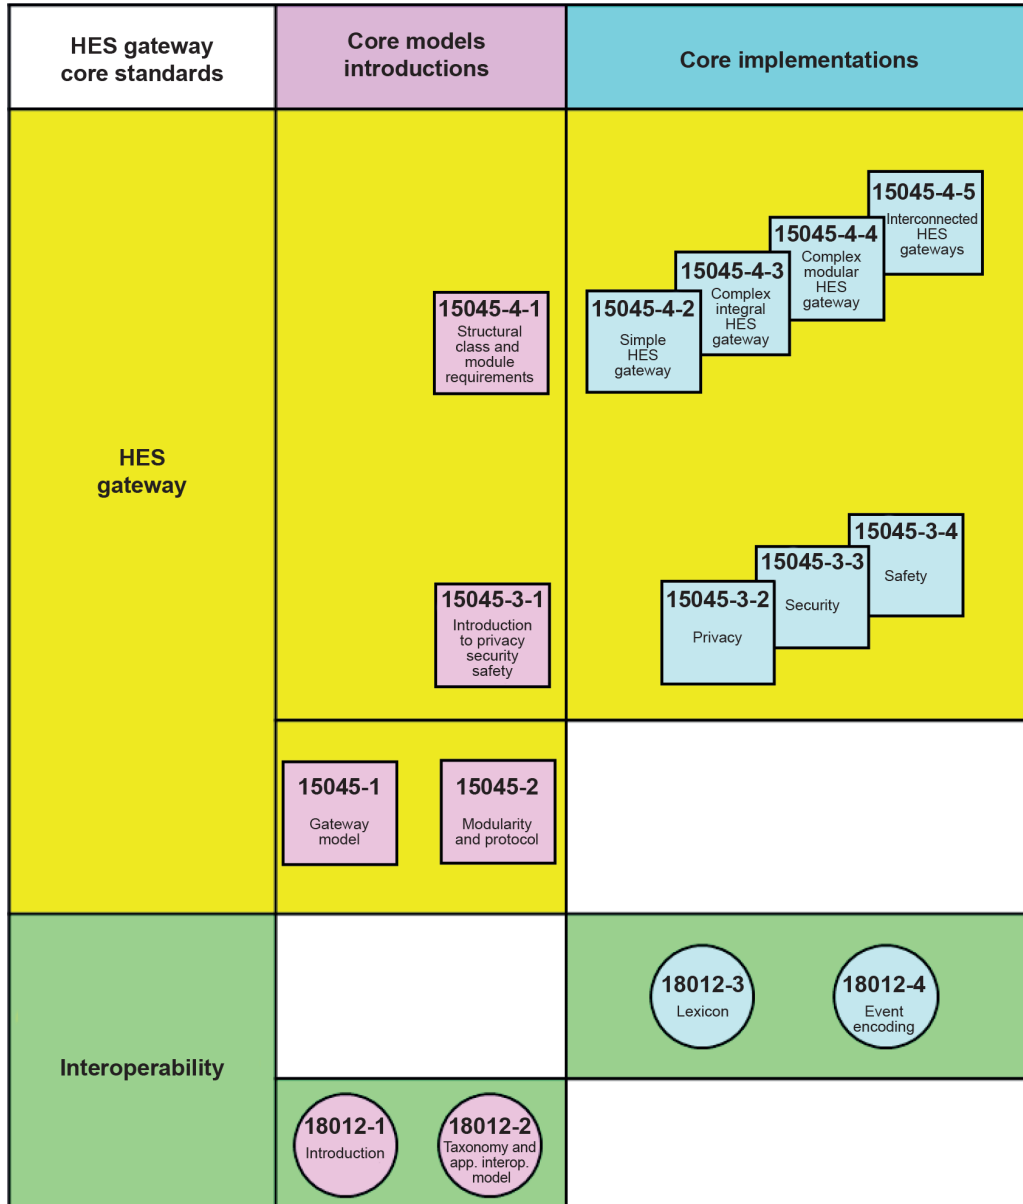 HES gateway
core standards
Core models
introductions
Core implementations
HES
gateway
15045-4-1
Structural
class and
module
requirements
15045-4-2
Simple
HES
gateway
15045-4-3
Complex
integral
HES
gateway
15045-4-4
Complex
modular
HES
gateway
15045-4-5
Interconnected
HES
gateways
15045-3-1
Introduction
to privacy
security
safety
15045-3-2
Privacy
15045-3-3
Security
15045-3-4
Safety
15045-1
Gateway
model
15045-2
Modularity
and protocol
Interoperability
18012-3
Lexicon
18012-4
Event
encoding
18012-1
Introduction
18012-2
Taxonomy and
app. interop.
model